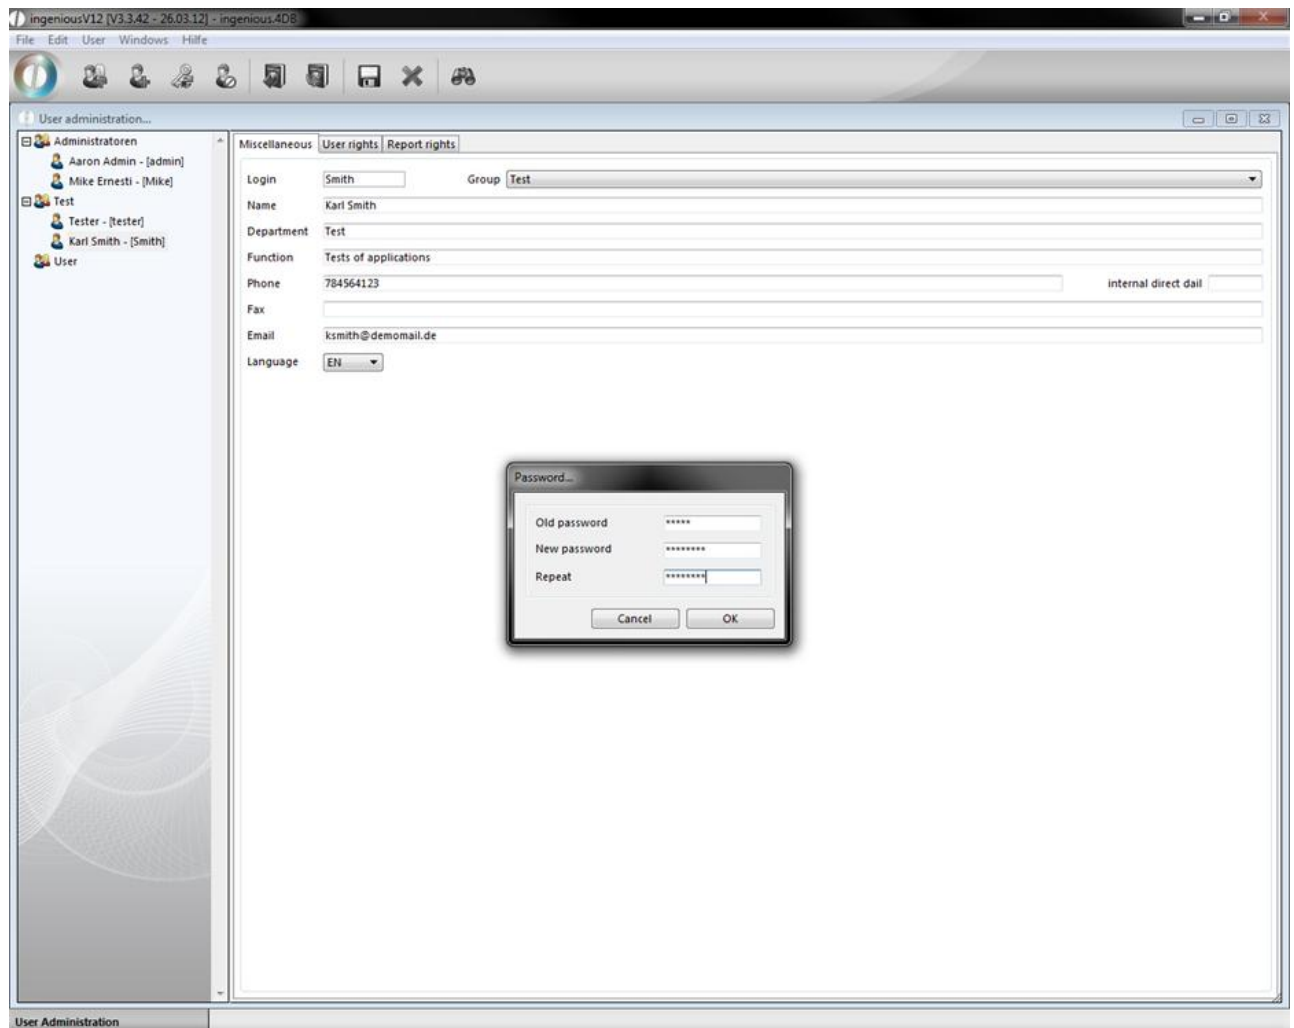 ingeniousV12 [V3.3.42 - 26.03.12] - ingenious.4DB
File Edit User Windows Hilfe
User administration...
Administratoren
Aaron Admin - [admin]
Mike Ernesti - [Mike]
Test
Tester - [tester]
Karl Smith - [Smith]
User
Miscellaneous User rights Report rights
Login Smith Group Test
Name Karl Smith
Department Test
Function Tests of applications
Phone 784564123 internal direct dail
Fax
Email ksmith@demomail.de
Language EN
Password...
Old password *****
New password ********
Repeat ********
Cancel OK
User Administration